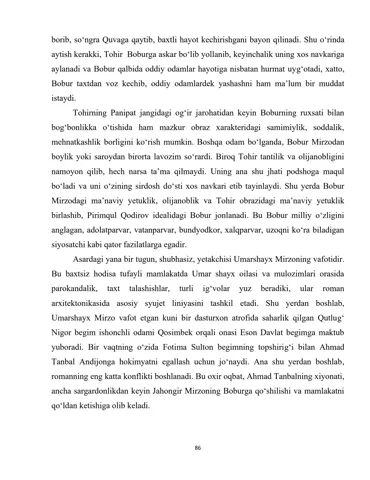 borib, so‘ngra Quvaga qaytib, baxtli hayot kechirishgani bayon qilinadi. Shu o‘rinda
aytish kerakki, Tohir Boburga askar bo‘lib yollanib, keyinchalik uning xos navkariga
aylanadi va Bobur qalbida oddiy odamlar hayotiga nisbatan hurmat uyg‘otadi, xatto,
Bobur taxtdan voz kechib, oddiy odamlardek yashashni ham ma’lum bir muddat
istaydi.
Tohirning Panipat jangidagi og‘ir jarohatidan keyin Boburning ruxsati bilan
bog‘bonlikka o‘tishida ham mazkur obraz xarakteridagi samimiylik, soddalik,
mehnatkashlik borligini ko‘rish mumkin. Boshqa odam bo‘lganda, Bobur Mirzodan
boylik yoki saroydan birorta lavozim so‘rardi. Biroq Tohir tantilik va olijanobligini
namoyon qilib, hech narsa ta’ma qilmaydi. Uning ana shu jihati podshoga maqul
bo‘ladi va uni o‘zining sirdosh do‘sti xos navkari etib tayinlaydi. Shu yerda Bobur
Mirzodagi ma’naviy yetuklik, olijanoblik va Tohir obrazidagi ma’naviy yetuklik
birlashib, Pirimqul Qodirov idealidagi Bobur jonlanadi. Bu Bobur milliy o‘zligini
anglagan, adolatparvar, vatanparvar, bundyodkor, xalqparvar, uzoqni ko‘ra biladigan
siyosatchi kabi qator fazilatlarga egadir.
Asardagi yana bir tugun, shubhasiz, yetakchisi Umarshayx Mirzoning vafotidir.
Bu baxtsiz hodisa tufayli mamlakatda Umar shayx oilasi va mulozimlari orasida
parokandalik, taxt talashishlar, turli ig‘volar yuz beradiki, ular roman
arxitektonikasida asosiy syujet liniyasini tashkil etadi. Shu yerdan boshlab,
Umarshayx Mirzo vafot etgan kuni bir dasturxon atrofida saharlik qilgan Qutlug‘
Nigor begim ishonchli odami Qosimbek orqali onasi Eson Davlat begimga maktub
yuboradi. Bir vaqtning o‘zida Fotima Sulton begimning topshirig‘i bilan Ahmad
Tanbal Andijonga hokimyatni egallash uchun jo‘naydi. Ana shu yerdan boshlab,
romanning eng katta konflikti boshlanadi. Bu oxir oqbat, Ahmad Tanbalning xiyonati,
ancha sargardonlikdan keyin Jahongir Mirzoning Boburga qo‘shilishi va mamlakatni
qo‘ldan ketishiga olib keladi.
86